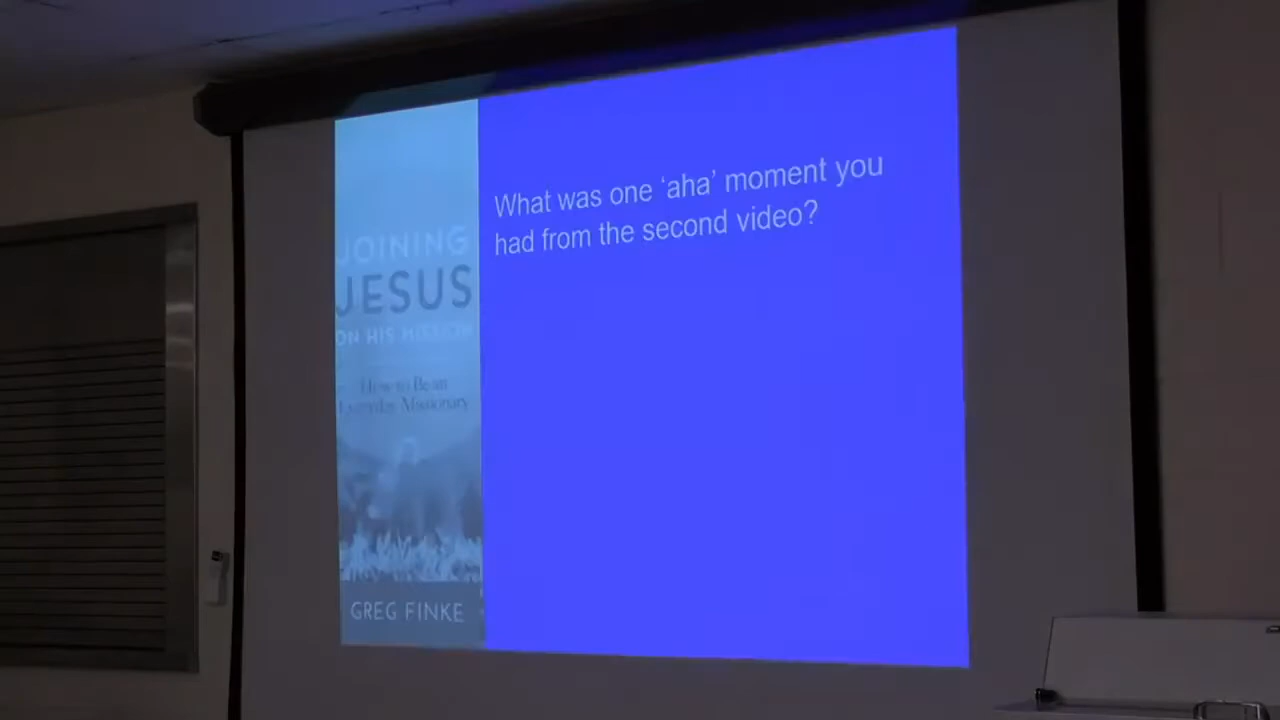 JOINING
JESUS
ON HIS MISSION
How to Be an
Everyday Missionary
GREG FINKE
What was one ‘aha’ moment you
had from the second video?